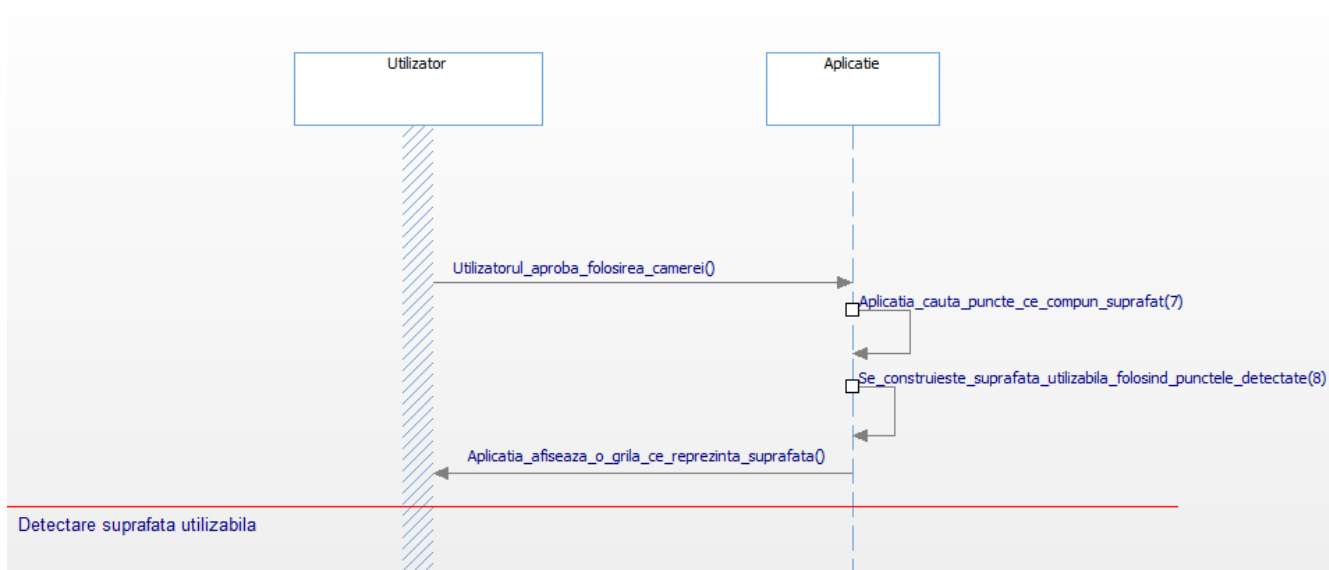 Utilizator
Aplicatie
Utilizatorul_aproba_folosirea_camerei()
Aplicatia_cauta_puncte_ce_compun_suprafat(7)
Se_construieste_suprafata_utilizabila_folosind_punctele_detectate(8)
Aplicatia_afiseaza_o_grila_ce_reprezinta_suprafata()
Detectare suprafata utilizabila